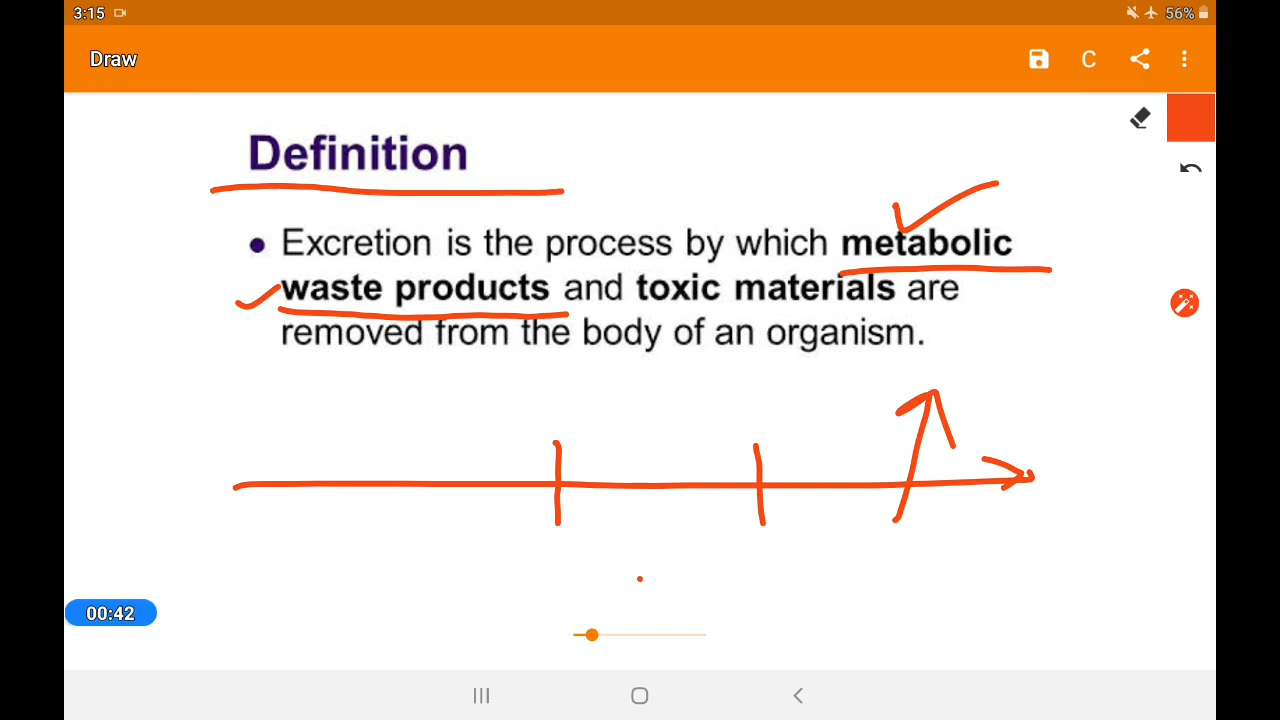 3:15
56%
Draw
C
Definition
• Excretion is the process by which metabolic
waste products and toxic materials are
removed from the body of an organism.
00:42